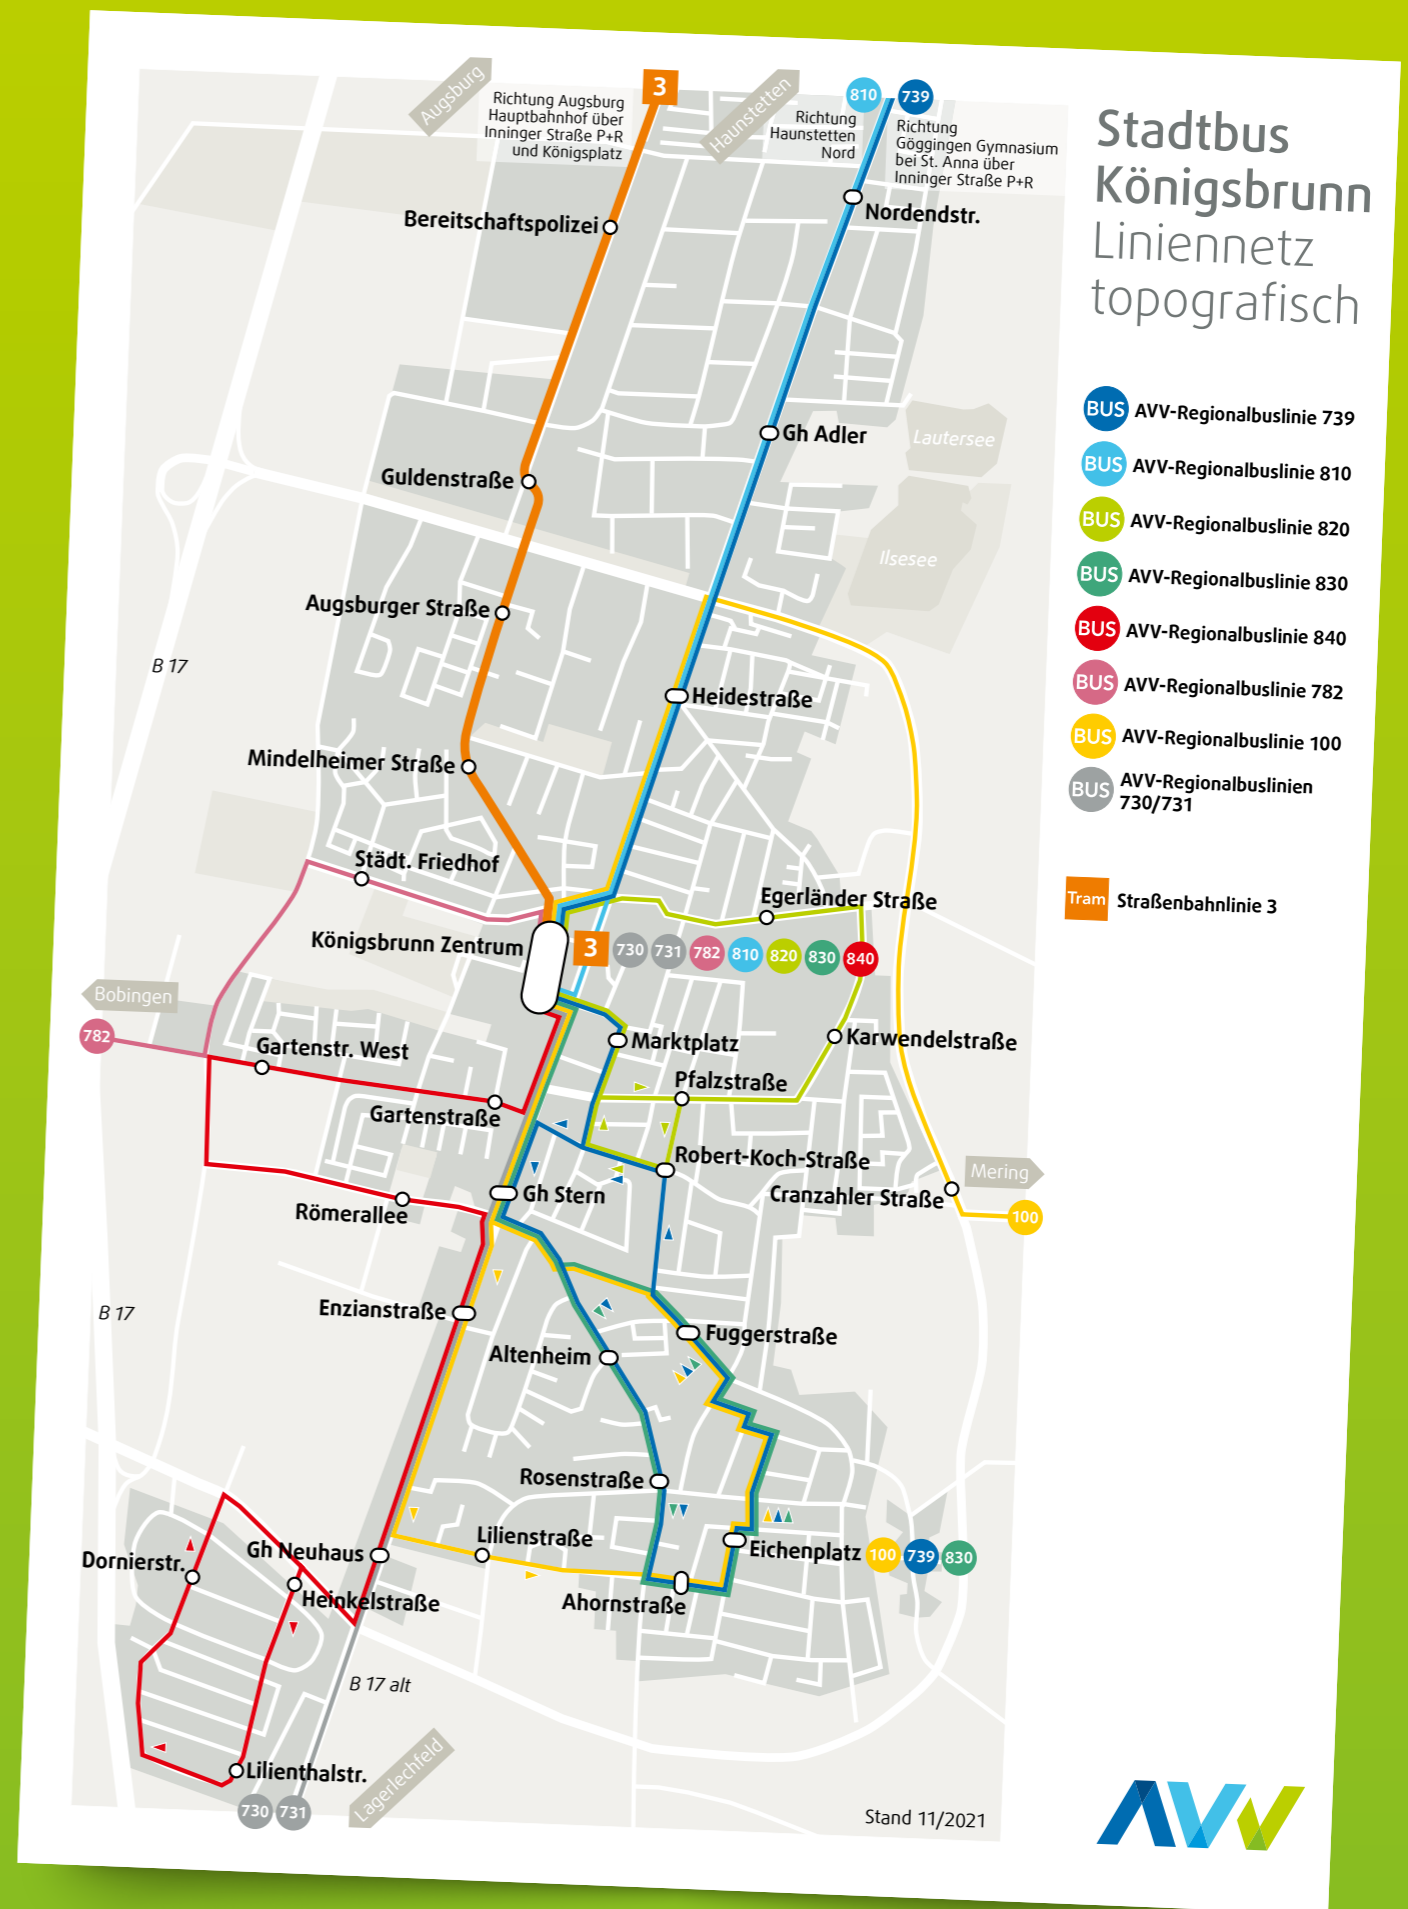 Stadtbus
Königsbrunn
Liniennetz
topografisch
BUS AVV-Regionalbuslinie 739
BUS AVV-Regionalbuslinie 810
BUS AVV-Regionalbuslinie 820
BUS AVV-Regionalbuslinie 830
BUS AVV-Regionalbuslinie 840
BUS AVV-Regionalbuslinie 782
BUS AVV-Regionalbuslinie 100
BUS AVV-Regionalbuslinien
730/731
Tram Straßenbahnlinie 3
Augsburg
Richtung Augsburg
Hauptbahnhof über
Inninger Straße P+R
und Königsplatz
3
Haunstetten
810
Richtung
Haunstetten
Nord
739
Richtung
Göggingen Gymnasium
bei St. Anna über
Inninger Straße P+R
Bereitschaftspolizei
Nordendstr.
Gh Adler
Lautersee
Guldenstraße
Ilsesee
Augsburger Straße
B 17
Heidestraße
Mindelheimer Straße
Städt. Friedhof
Egerländer Straße
Königsbrunn Zentrum
3 730 731 782 810 820 830 840
Bobingen
782
Marktplatz
Karwendelstraße
Gartenstr. West
Pfalzstraße
Gartenstraße
Robert-Koch-Straße
Mering
Gh Stern
Cranzahler Straße
100
Römerallee
B 17
Enzianstraße
Fuggerstraße
Altenheim
Rosenstraße
Lilienstraße
Eichenplatz 100 739 830
Gh Neuhaus
Dornierstr.
Heinkelstraße
Ahornstraße
B 17 alt
Lilienthalstr.
Lagerlechfeld
730 731
Stand 11/2021
AVV